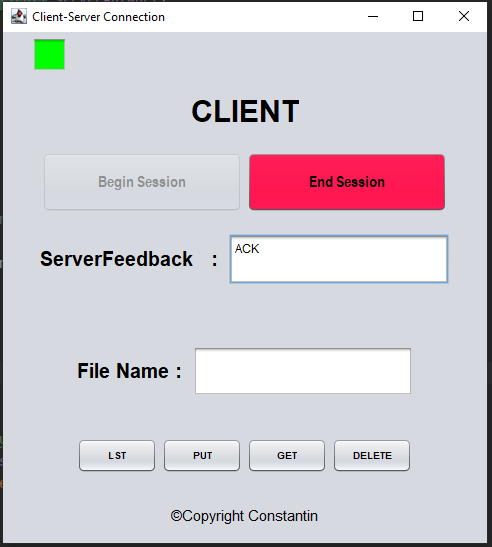 Client-Server Connection
CLIENT
Begin Session End Session
ServerFeedback : ACK
File Name :
LST PUT GET DELETE
©Copyright Constantin